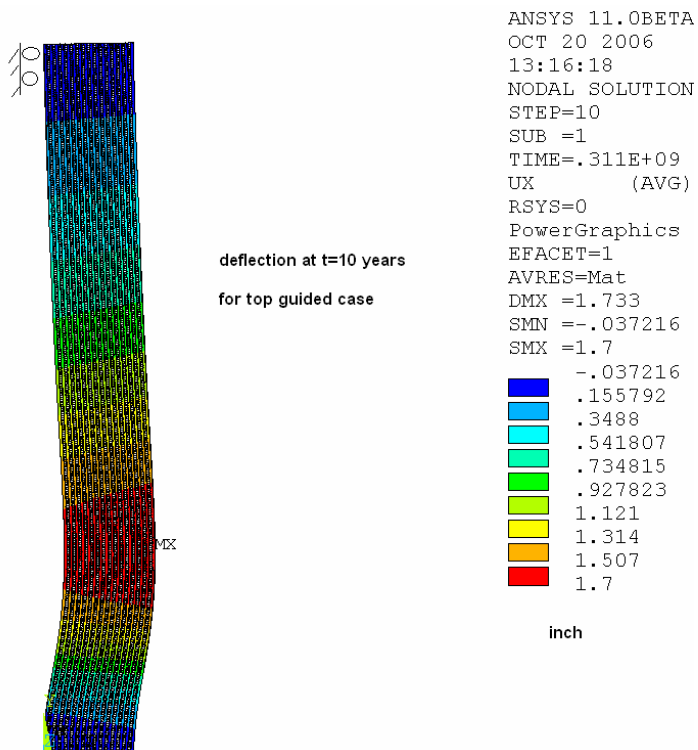 ANSYS 11.0BETA
OCT 20 2006
13:16:18
NODAL SOLUTION
STEP=10
SUB =1
TIME=.311E+09
UX (AVG)
RSYS=0
PowerGraphics
EFACET=1
AVRES=Mat
DMX =1.733
SMN =-.037216
SMX =1.7
-.037216
.155792
.3488
.541807
.734815
.927823
1.121
1.314
1.507
1.7
inch
deflection at t=10 years
for top guided case
MX